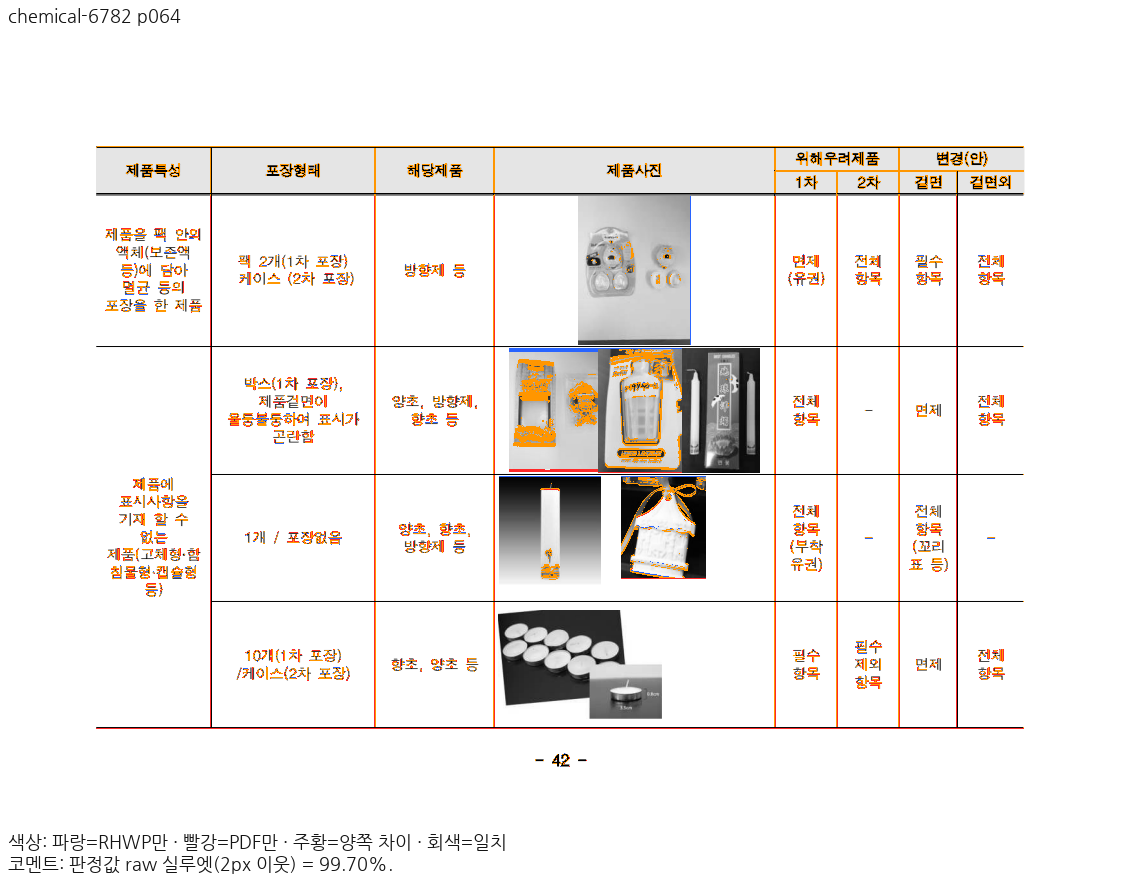 chemical-6782 p064
제품특성 포장형태 해당제품 제품사진 위해우려제품 변경(안)
1차 2차 겉면 겉면외
제품을 팩 안의
액체(보존액
등)에 담아
멸균 등의
포장을 한 제품
팩 2개(1차 포장)
케이스 (2차 포장)
방향제 등
면제
(유권)
전체
항목
필수
항목
전체
항목
제품에
표시사항을
기재 할 수
없는
제품(고체형·함
침물형·캡슐형
등)
박스(1차 포장),
제품겉면이
울퉁불퉁하여 표시가
곤란함
양초, 방향제,
향초 등
전체
항목
-
면제
전체
항목
1개 / 포장없음
양초, 향초,
방향제 등
전체
항목
(부착
유권)
-
전체
항목
(꼬리
표 등)
-
10개(1차 포장)
/케이스(2차 포장)
향초, 양초 등
필수
항목
필수
제외
항목
면제
전체
항목
- 42 -
색상: 파랑=RHWP만 · 빨강=PDF만 · 주황=양쪽 차이 · 회색=일치
코멘트: 판정값 raw 실루엣(2px 이웃) = 99.70%.